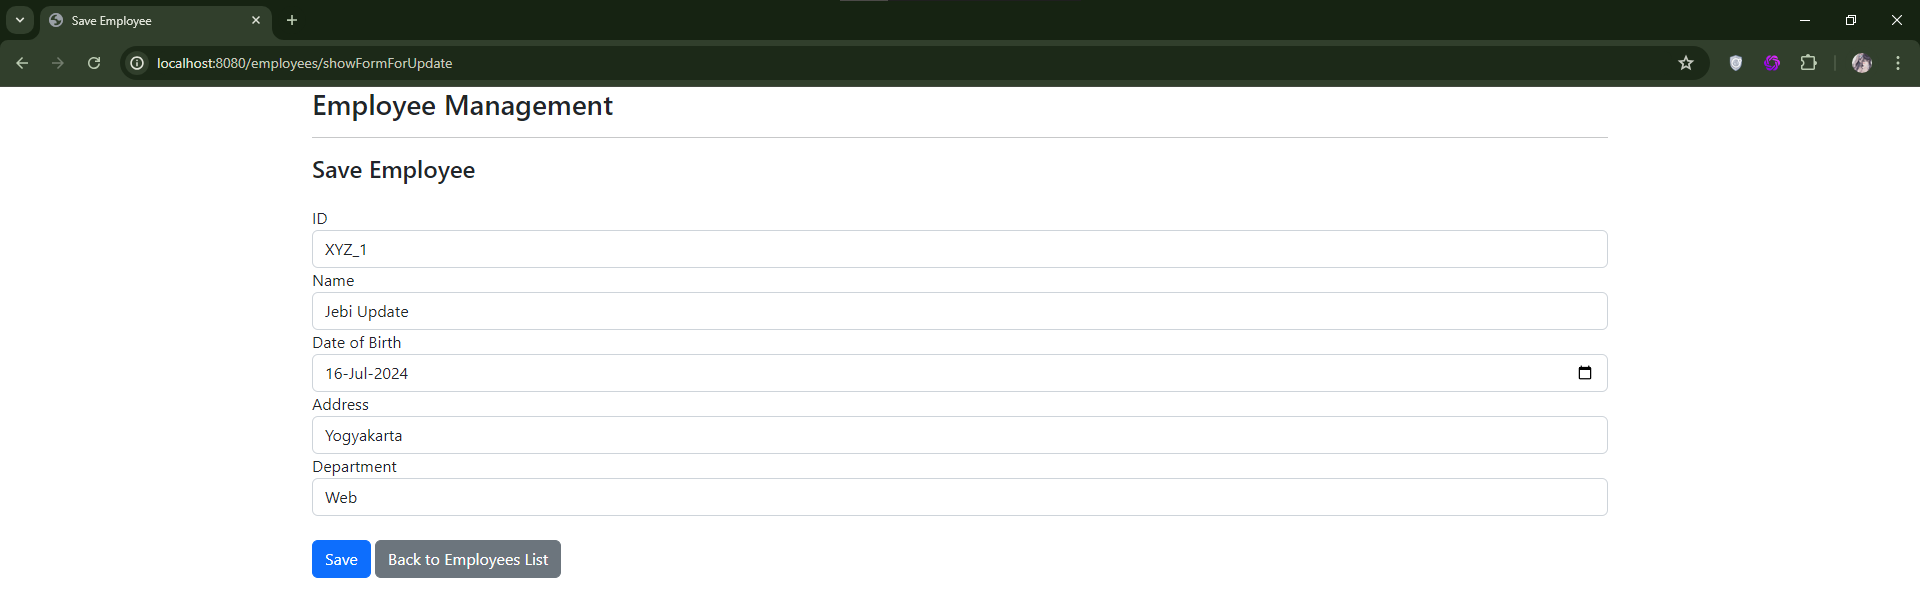 Save Employee
localhost:8080/employees/showFormForUpdate
Employee Management
Save Employee
ID
XYZ_1
Name
Jebi Update
Date of Birth
16-Jul-2024
Address
Yogyakarta
Department
Web
Save Back to Employees List